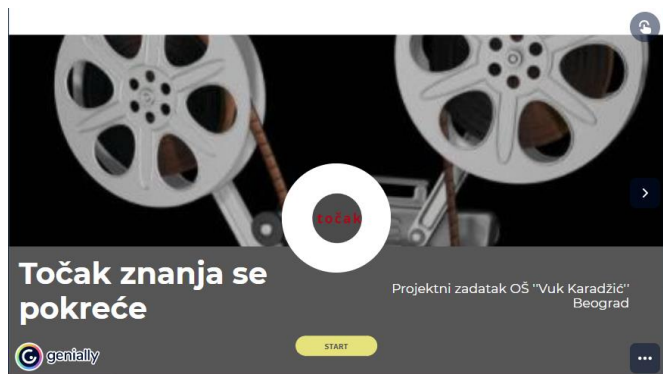 točak
Točak znanja se
pokreće
Projektni zadatak OŠ "Vuk Karadžić"
Beograd
START
genially